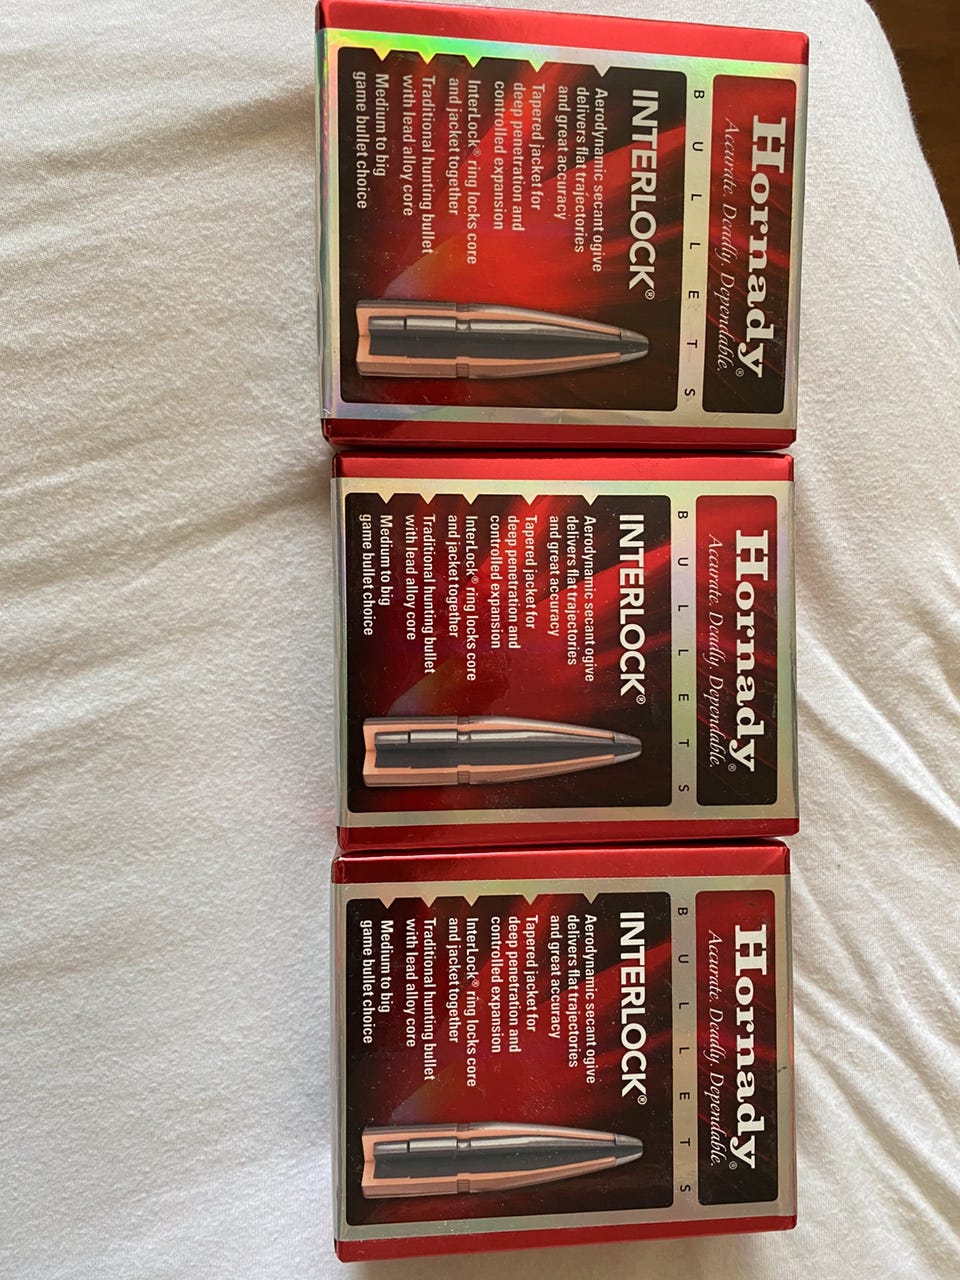 Hornady®
Accurate. Deadly. Dependable.
BULLETS
INTERLOCK®
Aerodynamic secant ogive
delivers flat trajectories
and great accuracy
Tapered jacket for
deep penetration and
controlled expansion
InterLock® ring locks core
and jacket together
Traditional hunting bullet
with lead alloy core
Medium to big
game bullet choice
Hornady®
Accurate. Deadly. Dependable.
BULLETS
INTERLOCK®
Aerodynamic secant ogive
delivers flat trajectories
and great accuracy
Tapered jacket for
deep penetration and
controlled expansion
InterLock® ring locks core
and jacket together
Traditional hunting bullet
with lead alloy core
Medium to big
game bullet choice
Hornady®
Accurate. Deadly. Dependable.
BULLETS
INTERLOCK®
Aerodynamic secant ogive
delivers flat trajectories
and great accuracy
Tapered jacket for
deep penetration and
controlled expansion
InterLock® ring locks core
and jacket together
Traditional hunting bullet
with lead alloy core
Medium to big
game bullet choice